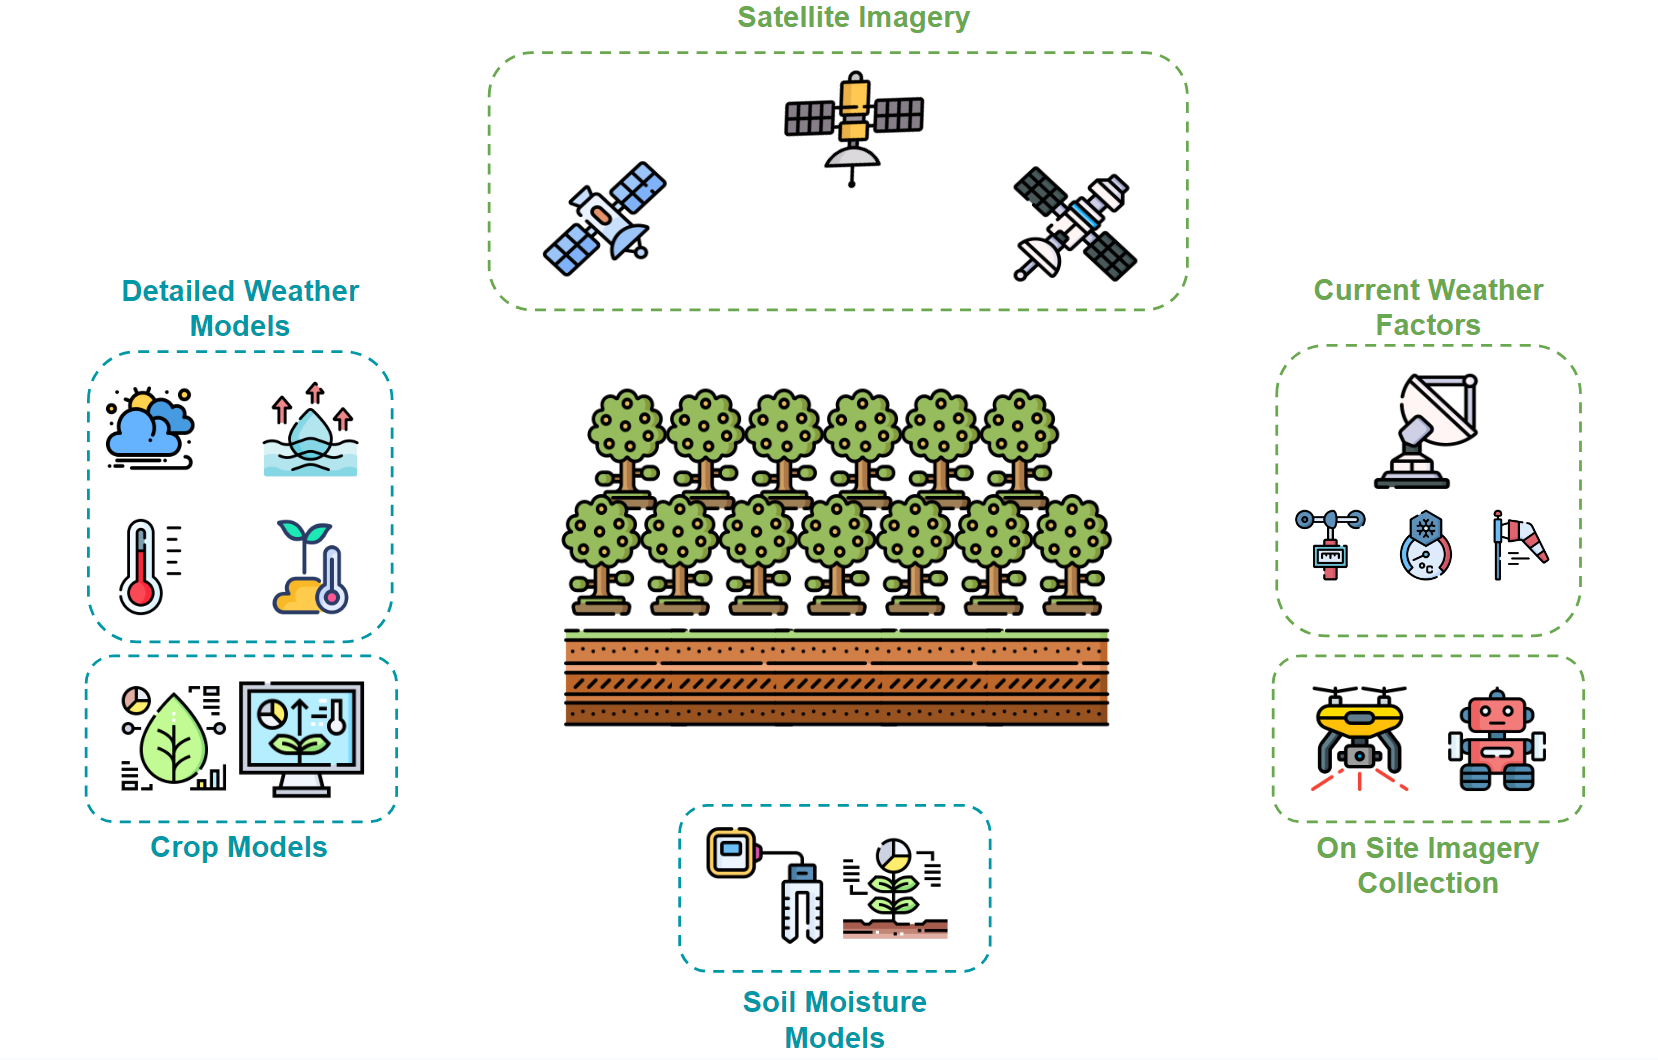 Satellite Imagery
Detailed Weather
Models
Current Weather
Factors
°C
Crop Models
On Site Imagery
Collection
Soil Moisture
Models